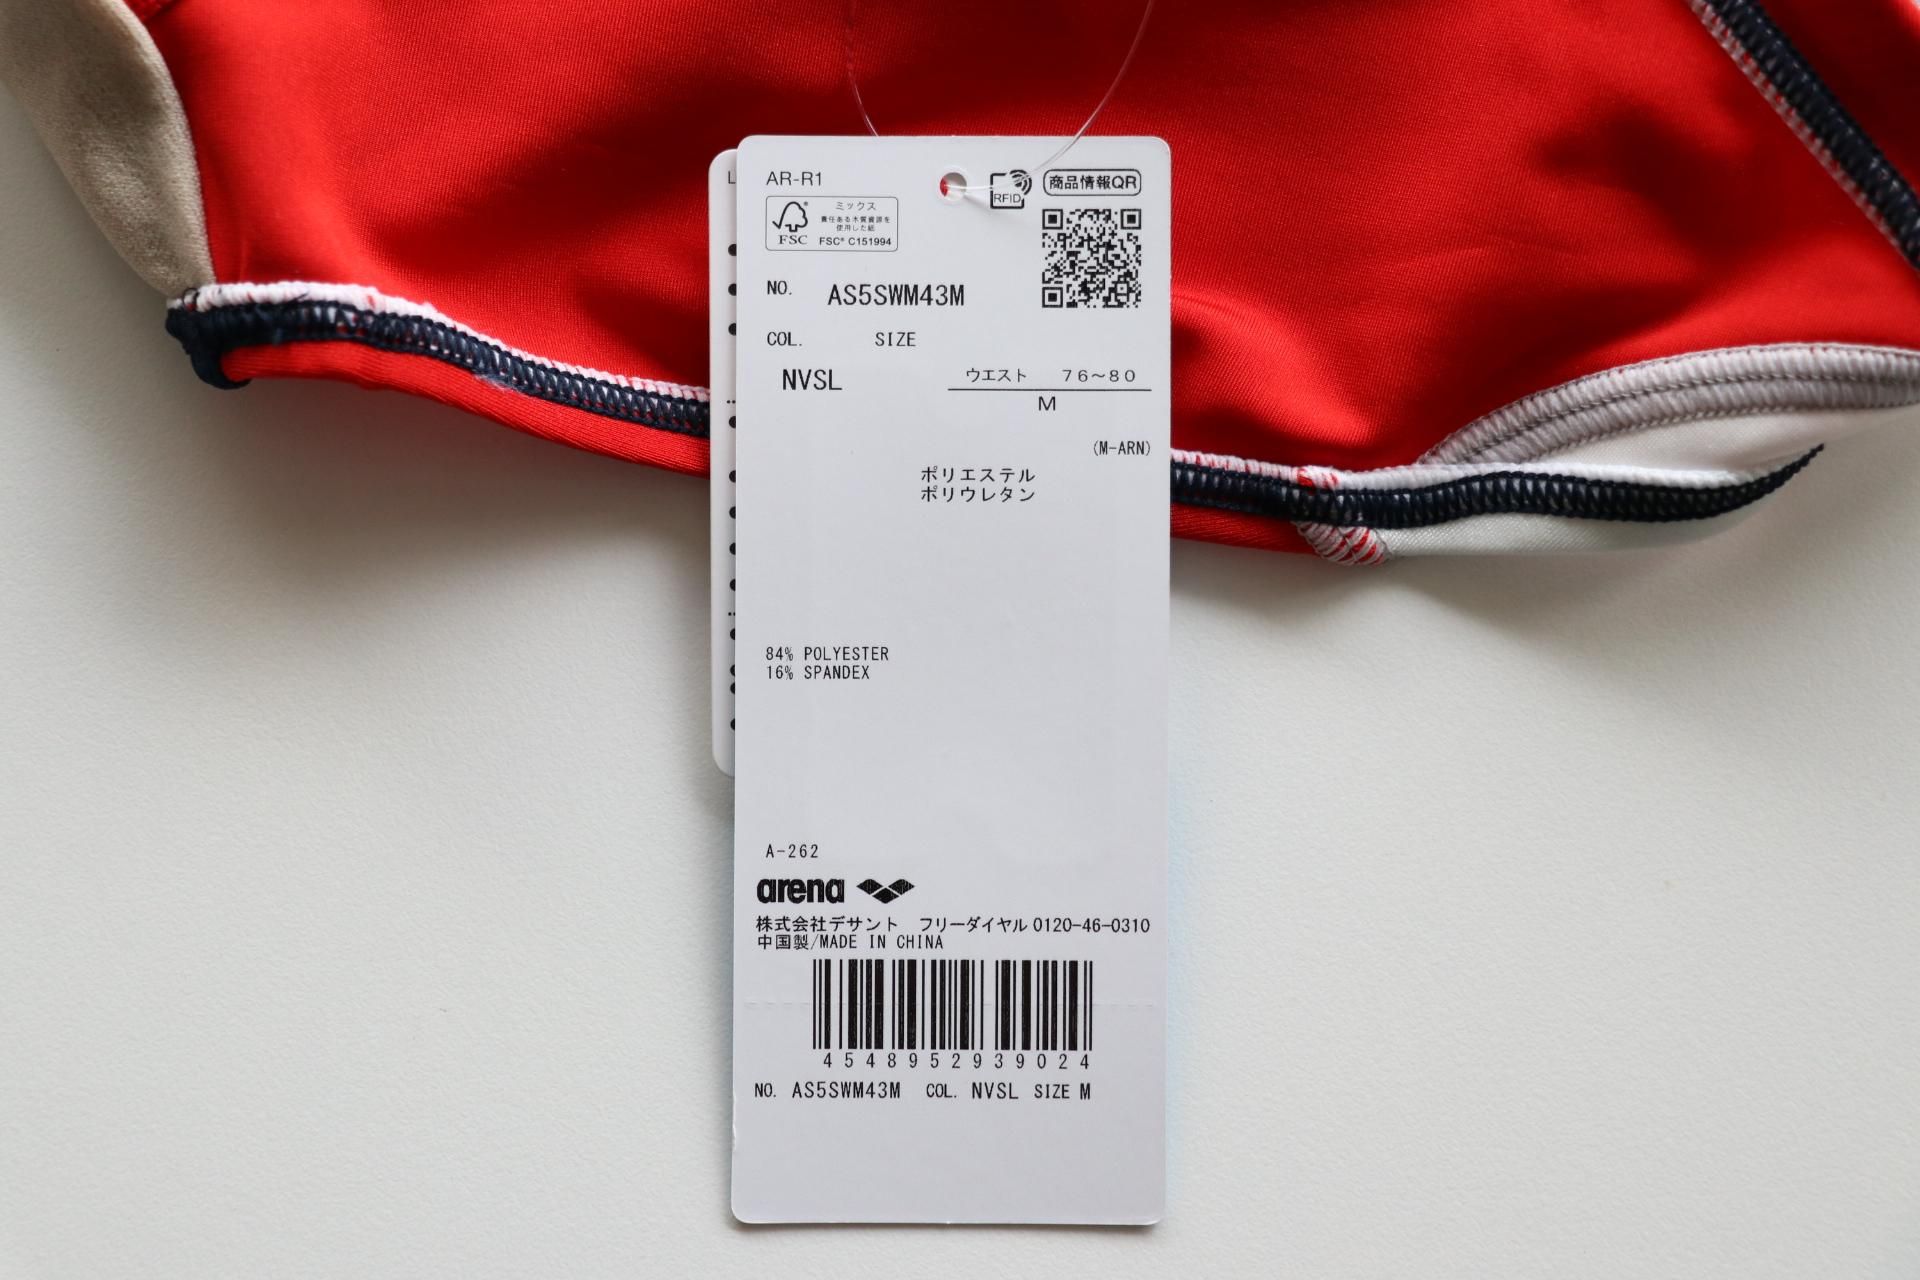 L
AR-R1
RFID
商品情報QR
ミックス
責任ある木質資源を
使用した紙
FSC
FSC® C151994
NO. AS5SWM43M
COL. SIZE
NVSL
ウエスト 76～80
M
(M-ARN)
ポリエステル
ポリウレタン
84% POLYESTER
16% SPANDEX
A-262
arena
株式会社デサント フリーダイヤル 0120-46-0310
中国製/MADE IN CHINA
4548952939024
NO. AS5SWM43M COL. NVSL SIZE M